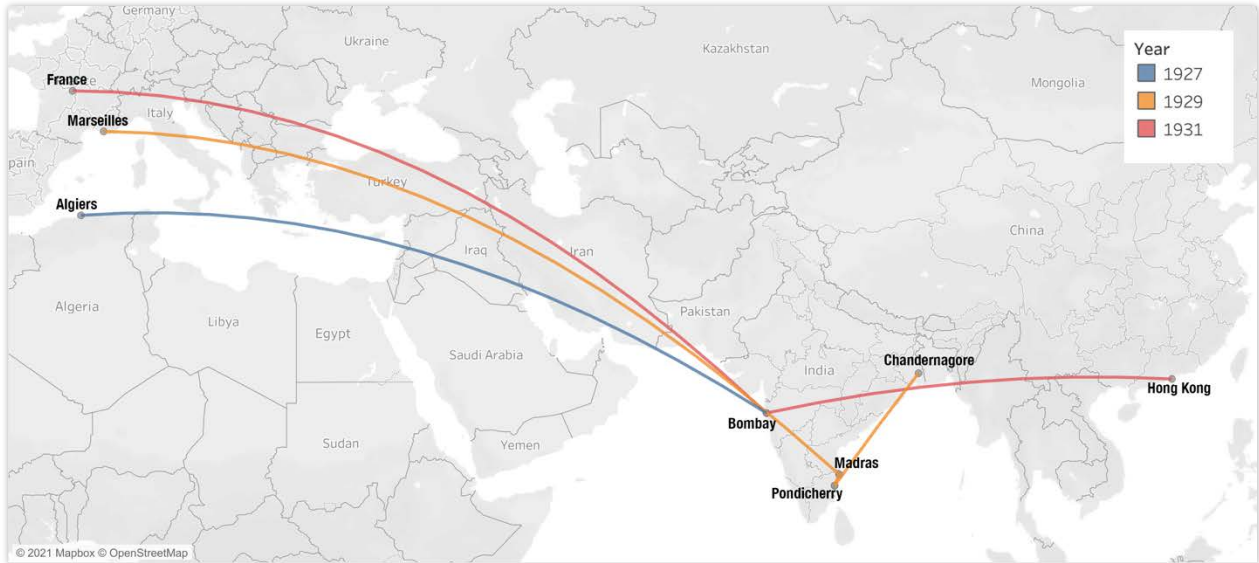 Germany
Ukraine
Kazakhstan
Mongolia
Year
1927
1929
1931
France
Marseilles
Italy
Turkey
Algiers
Iraq
Iran
China
Algeria
Libya
Egypt
Pakistan
Saudi Arabia
Chandernagore
India
Hong Kong
Bombay
Sudan
Yemen
Madras
Pondicherry
© 2021 Mapbox © OpenStreetMap